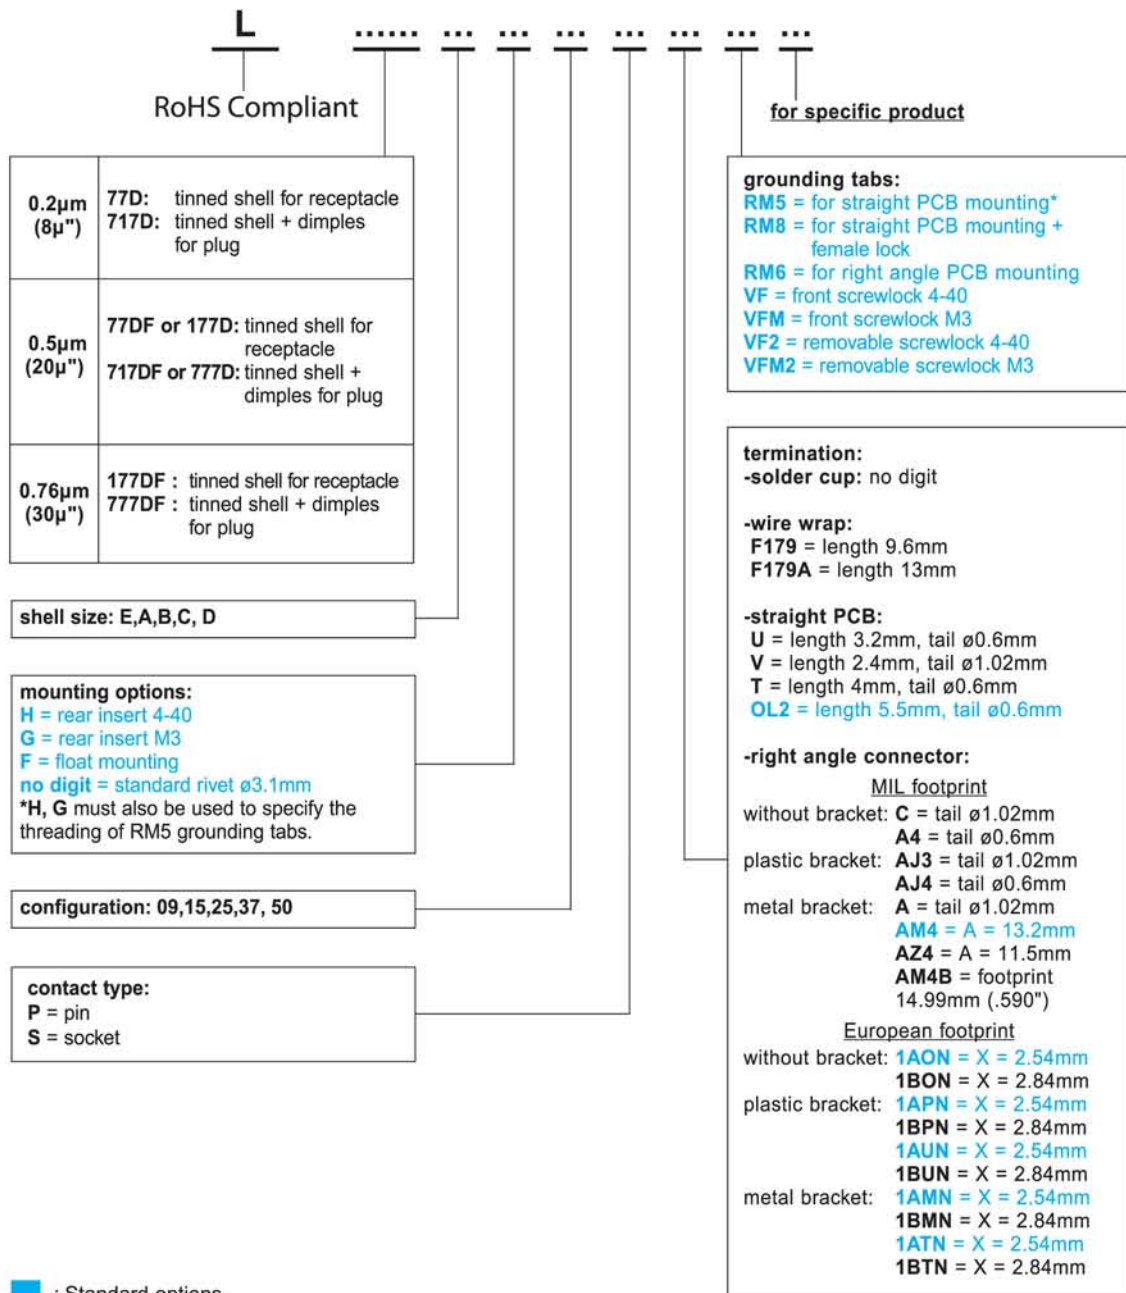 L ...... ... ... ... ... ... ... ...
RoHS Compliant
for specific product
0.2µm
(8µ")
77D: tinned shell for receptacle
717D: tinned shell + dimples
for plug
0.5µm
(20µ")
77DF or 177D: tinned shell for
receptacle
717DF or 777D: tinned shell +
dimples for plug
0.76µm
(30µ")
177DF : tinned shell for receptacle
777DF : tinned shell + dimples
for plug
shell size: E,A,B,C, D
mounting options:
H = rear insert 4-40
G = rear insert M3
F = float mounting
no digit = standard rivet ø3.1mm
*H, G must also be used to specify the
threading of RM5 grounding tabs.
configuration: 09,15,25,37, 50
contact type:
P = pin
S = socket
grounding tabs:
RM5 = for straight PCB mounting*
RM8 = for straight PCB mounting +
female lock
RM6 = for right angle PCB mounting
VF = front screwlock 4-40
VFM = front screwlock M3
VF2 = removable screwlock 4-40
VFM2 = removable screwlock M3
termination:
-solder cup: no digit
-wire wrap:
F179 = length 9.6mm
F179A = length 13mm
-straight PCB:
U = length 3.2mm, tail ø0.6mm
V = length 2.4mm, tail ø1.02mm
T = length 4mm, tail ø0.6mm
OL2 = length 5.5mm, tail ø0.6mm
-right angle connector:
MIL footprint
without bracket: C = tail ø1.02mm
A4 = tail ø0.6mm
plastic bracket: AJ3 = tail ø1.02mm
AJ4 = tail ø0.6mm
metal bracket: A = tail ø1.02mm
AM4 = A = 13.2mm
AZ4 = A = 11.5mm
AM4B = footprint
14.99mm (.590")
European footprint
without bracket: 1AON = X = 2.54mm
1BON = X = 2.84mm
plastic bracket: 1APN = X = 2.54mm
1BPN = X = 2.84mm
1AUN = X = 2.54mm
1BUN = X = 2.84mm
metal bracket: 1AMN = X = 2.54mm
1BMN = X = 2.84mm
1ATN = X = 2.54mm
1BTN = X = 2.84mm
: Standard options